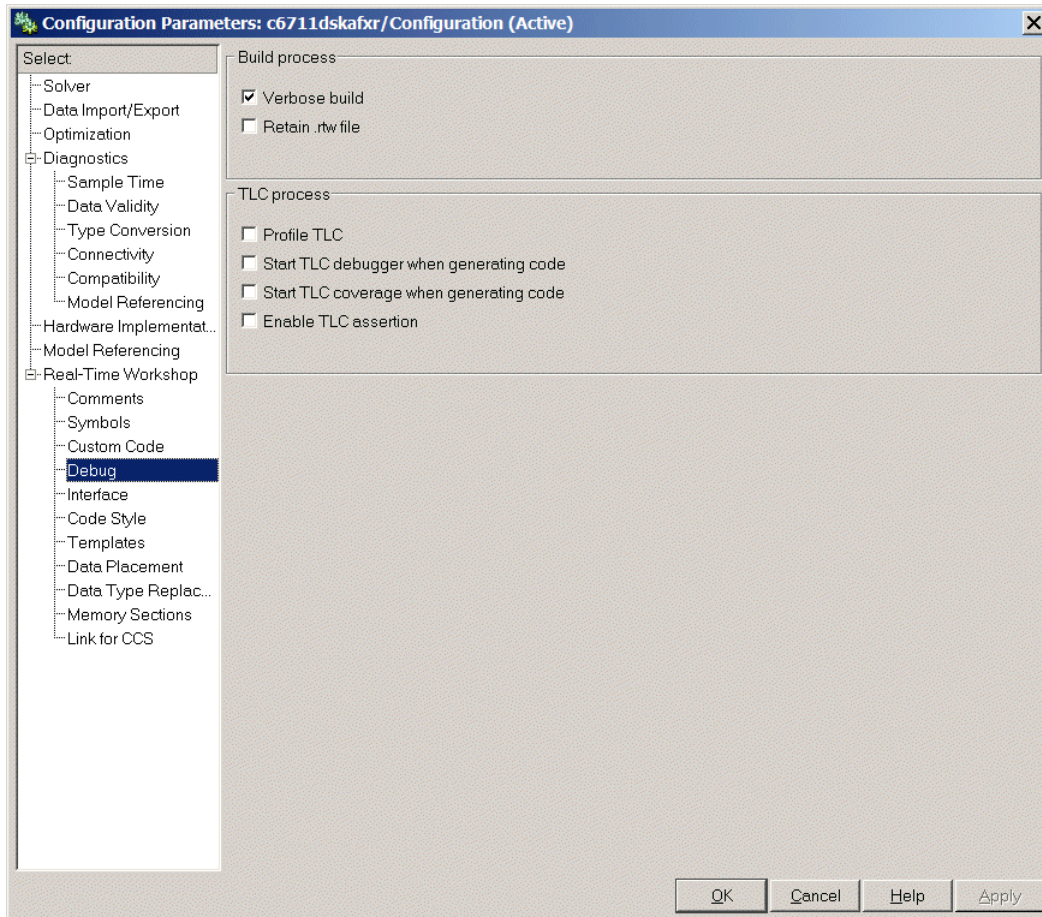 Configuration Parameters: c6711dskafxr/Configuration (Active)
Select:
Solver
Data Import/Export
Optimization
Diagnostics
Sample Time
Data Validity
Type Conversion
Connectivity
Compatibility
Model Referencing
Hardware Implementat...
Model Referencing
Real-Time Workshop
Comments
Symbols
Custom Code
Debug
Interface
Code Style
Templates
Data Placement
Data Type Replac...
Memory Sections
Link for CCS
Build process
Verbose build
Retain .rtw file
TLC process
Profile TLC
Start TLC debugger when generating code
Start TLC coverage when generating code
Enable TLC assertion
OK Cancel Help Apply